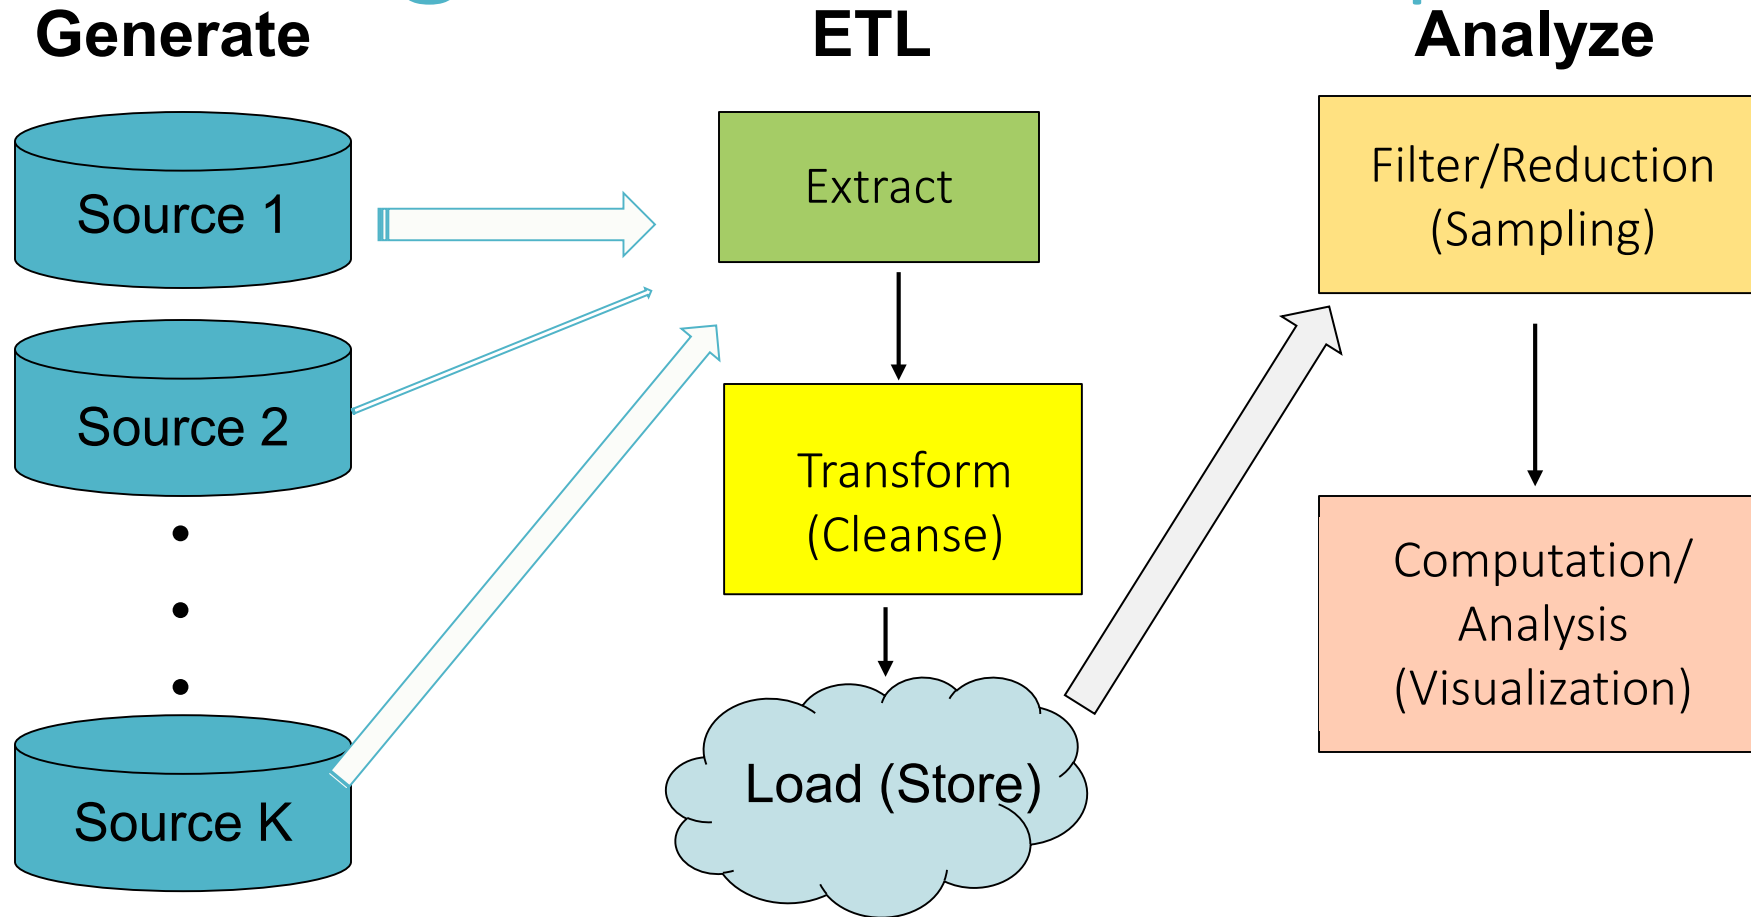 Generate
ETL
Analyze
Source 1
Source 2
Source K
Extract
Transform
(Cleanse)
Load (Store)
Filter/Reduction
(Sampling)
Computation/
Analysis
(Visualization)